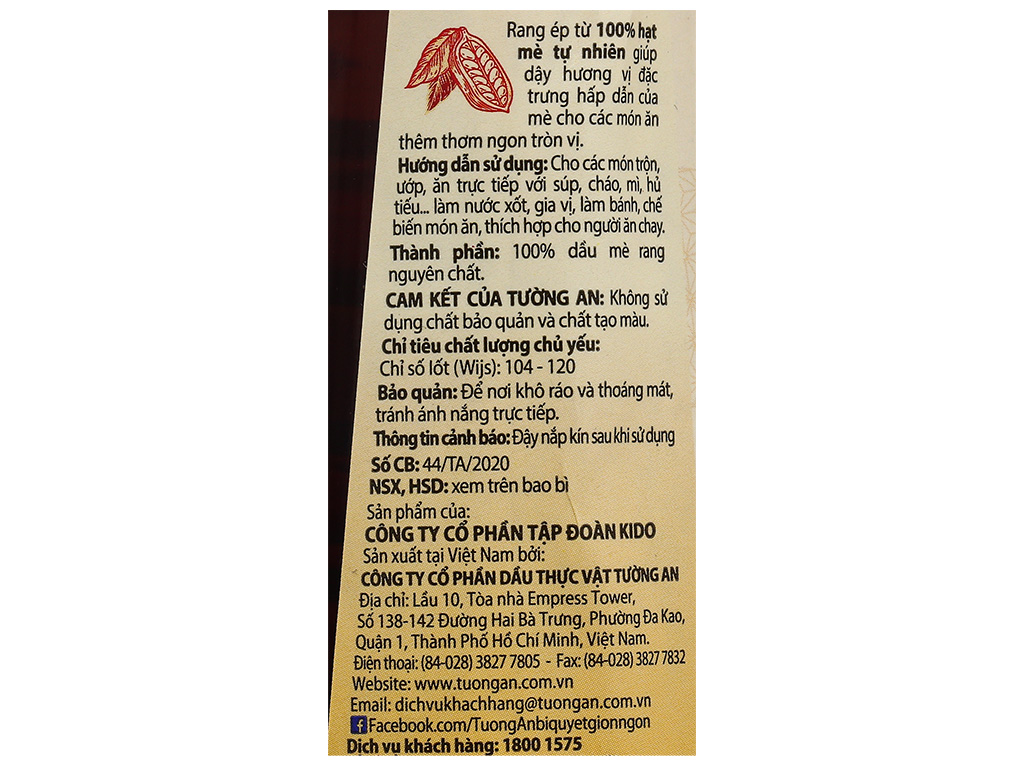 Rang ép từ 100% hạt
mè tự nhiên giúp
dậy hương vị đặc
trưng hấp dẫn của
mè cho các món ăn
thêm thơm ngon tròn vị.
Hướng dẫn sử dụng: Cho các món trộn,
ướp, ăn trực tiếp với súp, cháo, mì, hủ
tiếu... làm nước xốt, gia vị, làm bánh, chế
biến món ăn, thích hợp cho người ăn chay.
Thành phần: 100% dầu mè rang
nguyên chất.
CAM KẾT CỦA TƯỜNG AN: Không sử
dụng chất bảo quản và chất tạo màu.
Chỉ tiêu chất lượng chủ yếu:
Chỉ số lốt (Wijs): 104 - 120
Bảo quản: Để nơi khô ráo và thoáng mát,
tránh ánh nắng trực tiếp.
Thông tin cảnh báo: Đậy nắp kín sau khi sử dụng
Số CB: 44/TA/2020
NSX, HSD: xem trên bao bì
Sản phẩm của:
CÔNG TY CỔ PHẦN TẬP ĐOÀN KIDO
Sản xuất tại Việt Nam bởi:
CÔNG TY CỔ PHẦN DẦU THỰC VẬT TƯỜNG AN
Địa chỉ: Lầu 10, Tòa nhà Empress Tower,
Số 138-142 Đường Hai Bà Trưng, Phường Đa Kao,
Quận 1, Thành Phố Hồ Chí Minh, Việt Nam.
Điện thoại: (84-028) 3827 7805 - Fax: (84-028) 3827 7832
Website: www.tuongan.com.vn
Email: dichvukhachhang@tuongan.com.vn
Facebook.com/TuongAnbiquyetgionngon
Dịch vụ khách hàng: 1800 1575